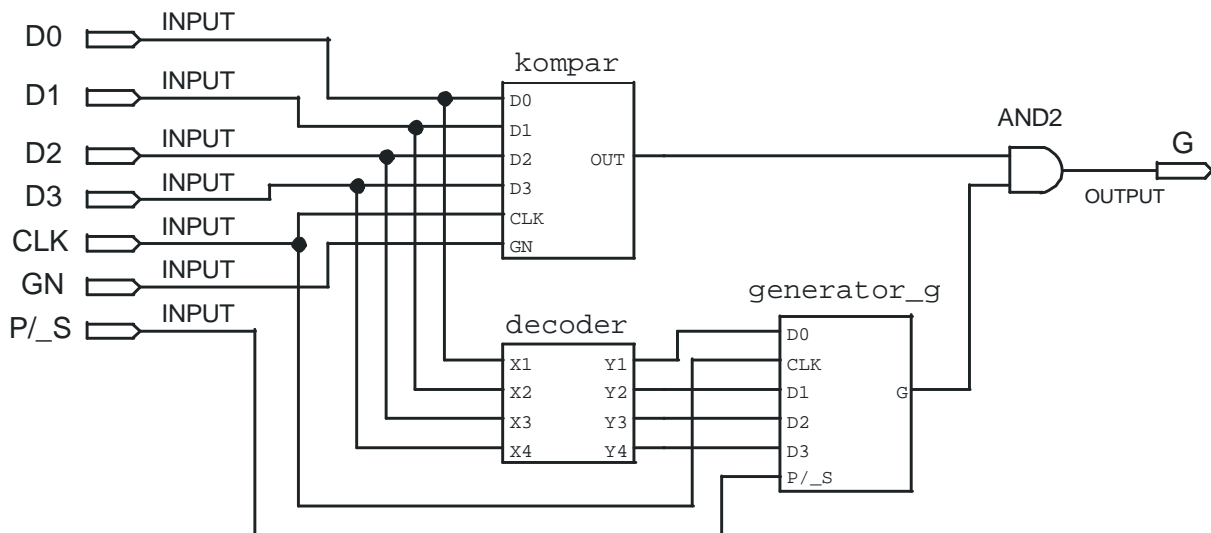 D0 INPUT
D1 INPUT
D2 INPUT
D3 INPUT
CLK INPUT
GN INPUT
P/_S INPUT
kompar
D0
D1
D2 OUT
D3
CLK
GN
AND2
G
OUTPUT
decoder
X1 Y1
X2 Y2
X3 Y3
X4 Y4
generator_g
D0
CLK
D1 G
D2
D3
P/_S